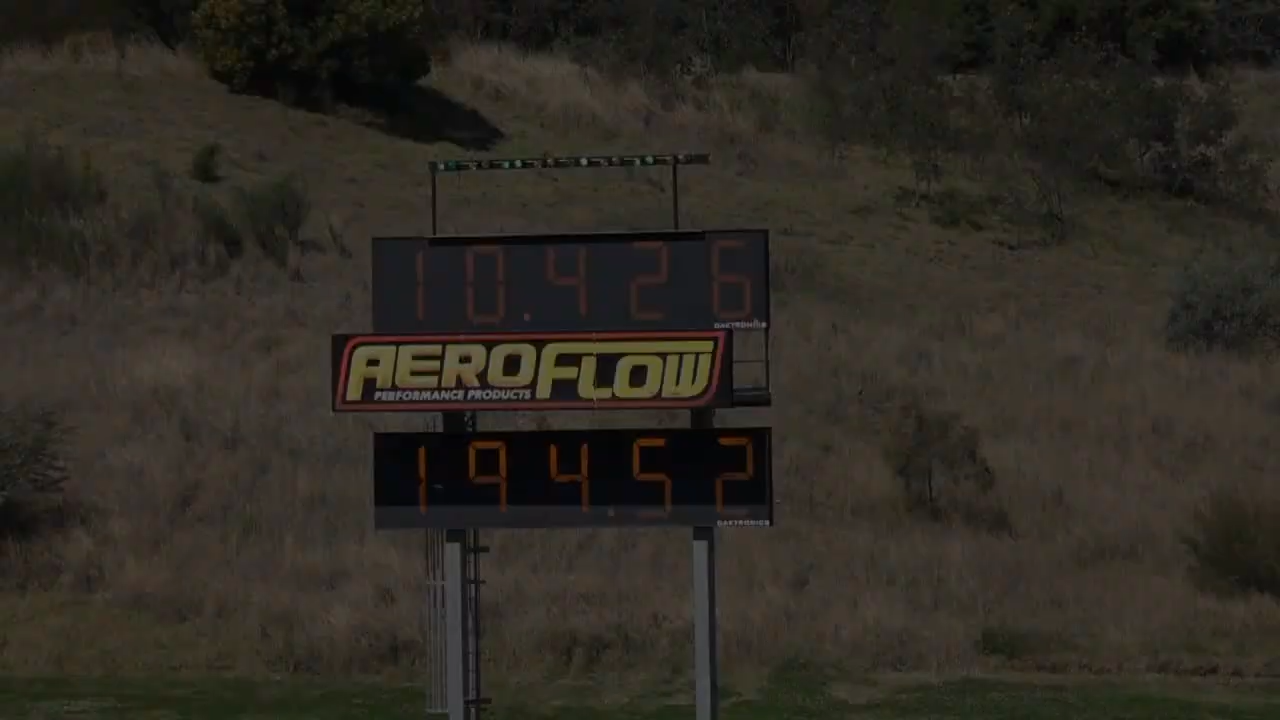 10.426
DAKTRONICS
AEROFLOW
PERFORMANCE PRODUCTS
194.52
DAKTRONICS